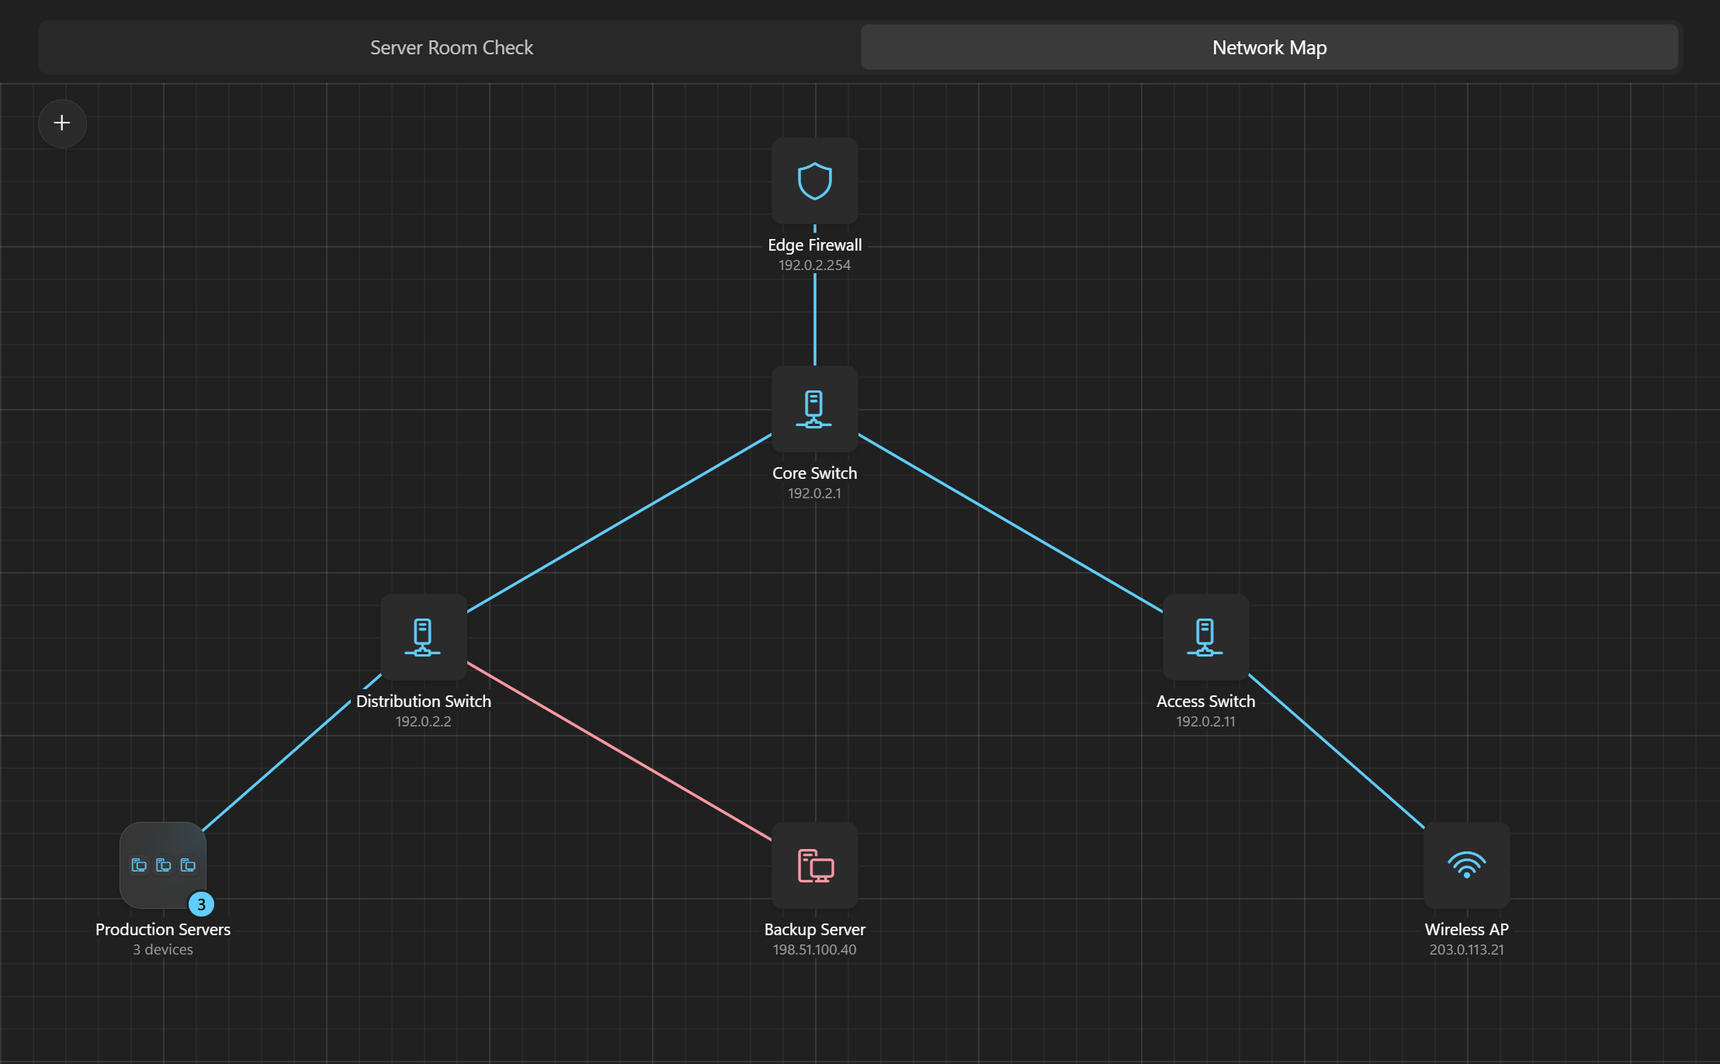 Server Room Check
Network Map
+
Edge Firewall
192.0.2.254
Core Switch
192.0.2.1
Distribution Switch
192.0.2.2
Access Switch
192.0.2.11
3
Production Servers
3 devices
Backup Server
198.51.100.40
Wireless AP
203.0.113.21